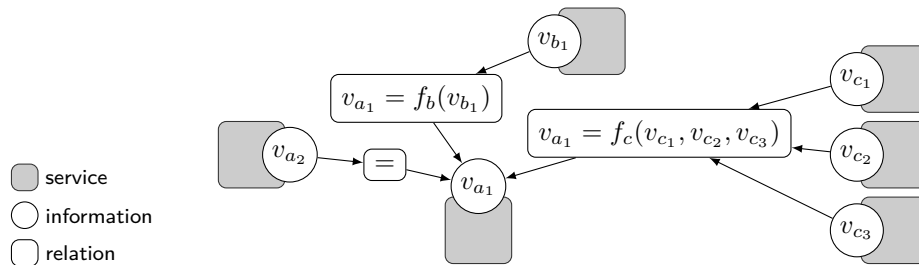 v_{b_1}
v_{a_1} = f_b(v_{b_1})
v_{c_1}
v_{a_1} = f_c(v_{c_1}, v_{c_2}, v_{c_3})
v_{a_2}
=
v_{c_2}
v_{a_1}
v_{c_3}
service
information
relation